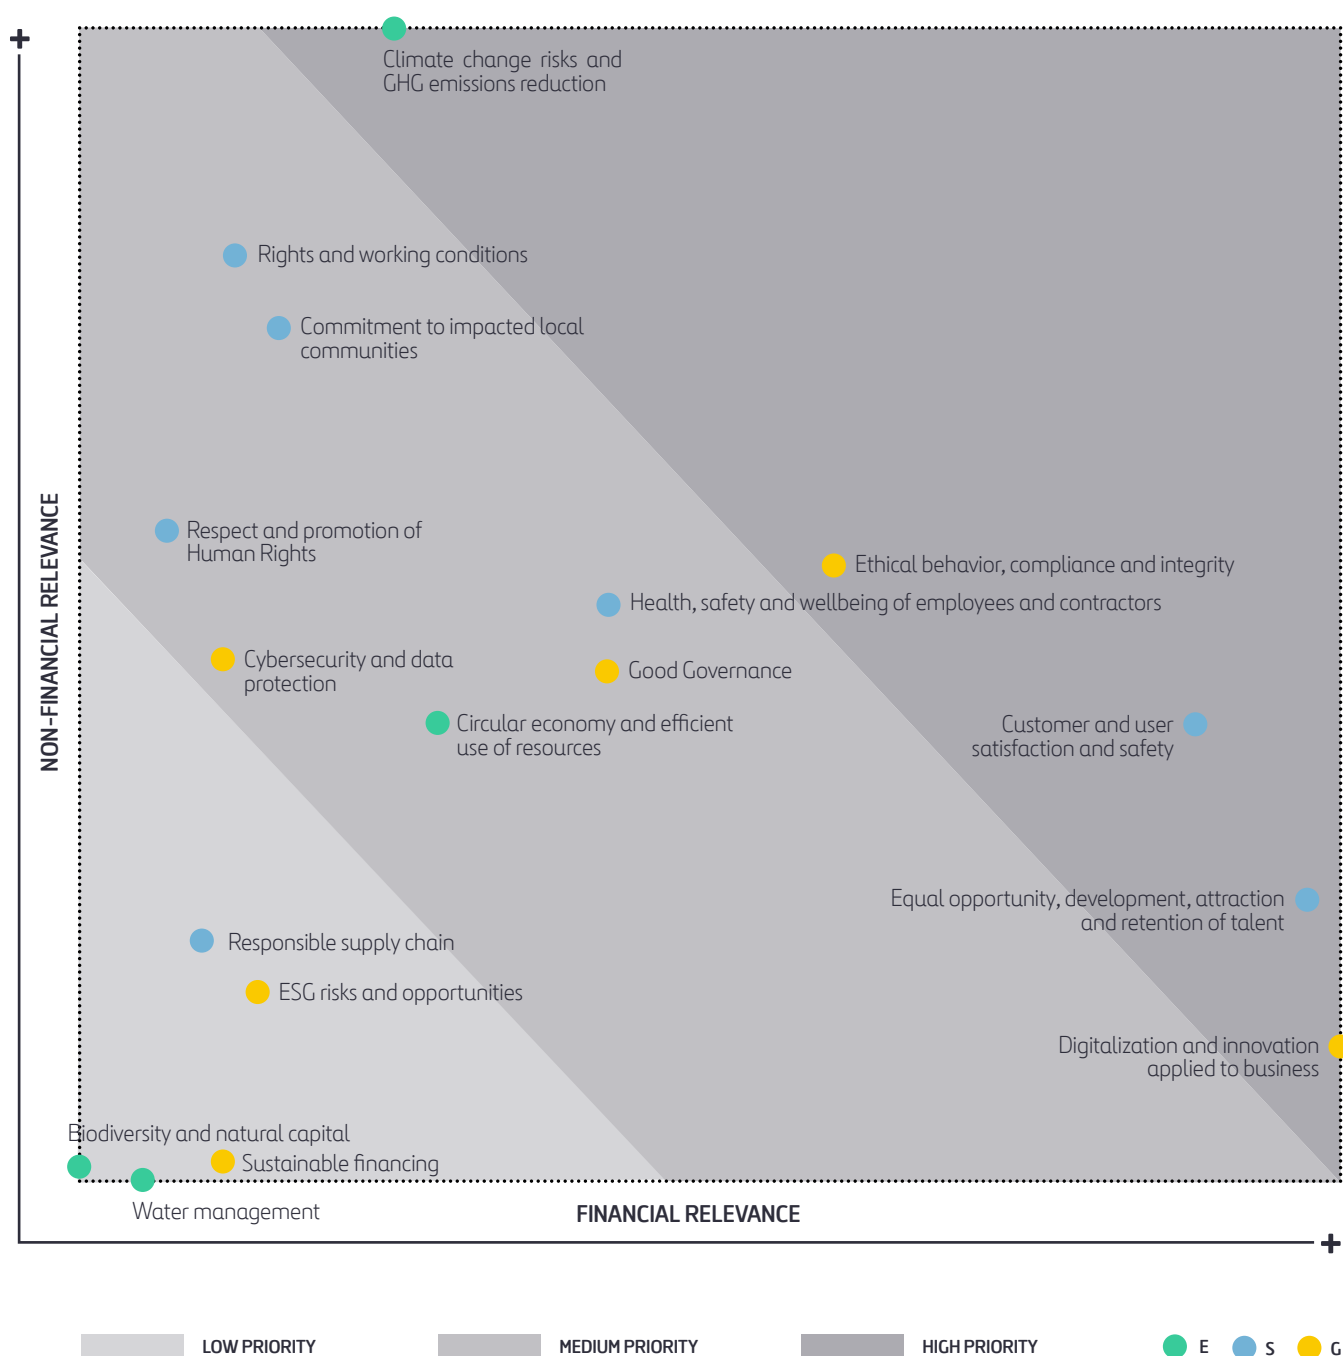 +
Climate change risks and
GHG emissions reduction
Rights and working conditions
Commitment to impacted local
communities
NON-FINANCIAL RELEVANCE
Respect and promotion of
Human Rights
Ethical behavior, compliance and integrity
Health, safety and wellbeing of employees and contractors
Cybersecurity and data
protection
Good Governance
Circular economy and efficient
use of resources
Customer and user
satisfaction and safety
Equal opportunity, development, attraction
and retention of talent
Responsible supply chain
ESG risks and opportunities
Digitalization and innovation
applied to business
Biodiversity and natural capital
Sustainable financing
Water management
FINANCIAL RELEVANCE
+
LOW PRIORITY
MEDIUM PRIORITY
HIGH PRIORITY
E
S
G